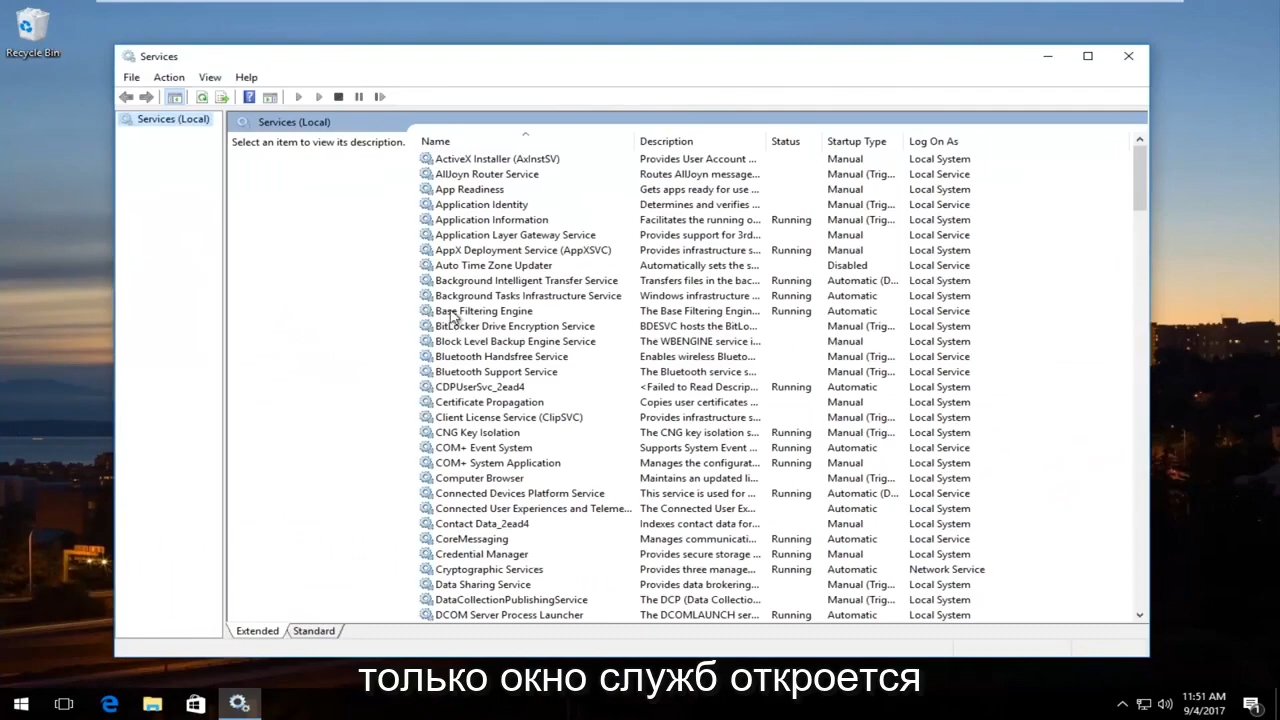 Recycle Bin
Services
File Action View Help
Services (Local)
Services (Local)
Select an item to view its description.
Name Description Status Startup Type Log On As
ActiveX Installer (AxInstSV) Provides User Account ... Manual Local System
AllJoyn Router Service Routes AllJoyn message... Manual (Trig... Local Service
App Readiness Gets apps ready for use ... Manual Local System
Application Identity Determines and verifies ... Manual (Trig... Local Service
Application Information Facilitates the running o... Running Manual (Trig... Local System
Application Layer Gateway Service Provides support for 3rd... Manual Local Service
AppX Deployment Service (AppXSVC) Provides infrastructure s... Running Manual Local System
Auto Time Zone Updater Automatically sets the s... Disabled Local Service
Background Intelligent Transfer Service Transfers files in the bac... Running Automatic (D... Local System
Background Tasks Infrastructure Service Windows infrastructure ... Running Automatic Local System
Base Filtering Engine The Base Filtering Engin... Running Automatic Local Service
BitLocker Drive Encryption Service BDESVC hosts the BitLo... Manual (Trig... Local System
Block Level Backup Engine Service The WBENGINE service i... Manual Local System
Bluetooth Handsfree Service Enables wireless Blueto... Manual (Trig... Local Service
Bluetooth Support Service The Bluetooth service s... Manual (Trig... Local Service
CDPUserSvc_2ead4 <Failed to Read Descrip... Running Automatic Local System
Certificate Propagation Copies user certificates ... Manual Local System
Client License Service (ClipSVC) Provides infrastructure s... Manual (Trig... Local System
CNG Key Isolation The CNG key isolation s... Running Manual (Trig... Local System
COM+ Event System Supports System Event ... Running Automatic Local Service
COM+ System Application Manages the configurat... Running Manual Local System
Computer Browser Maintains an updated li... Manual (Trig... Local System
Connected Devices Platform Service This service is used for ... Running Automatic (D... Local Service
Connected User Experiences and Teleme... The Connected User Ex... Automatic Local System
Contact Data_2ead4 Indexes contact data for... Manual Local System
CoreMessaging Manages communicati... Running Automatic Local Service
Credential Manager Provides secure storage ... Running Manual Local System
Cryptographic Services Provides three manage... Running Automatic Network Service
Data Sharing Service Provides data brokering... Manual (Trig... Local System
DataCollectionPublishingService The DCP (Data Collectio... Manual (Trig... Local System
DCOM Server Process Launcher The DCOMLAUNCH ser... Running Automatic Local System
Extended Standard
только окно служб откроется
11:51 AM
9/4/2017
1